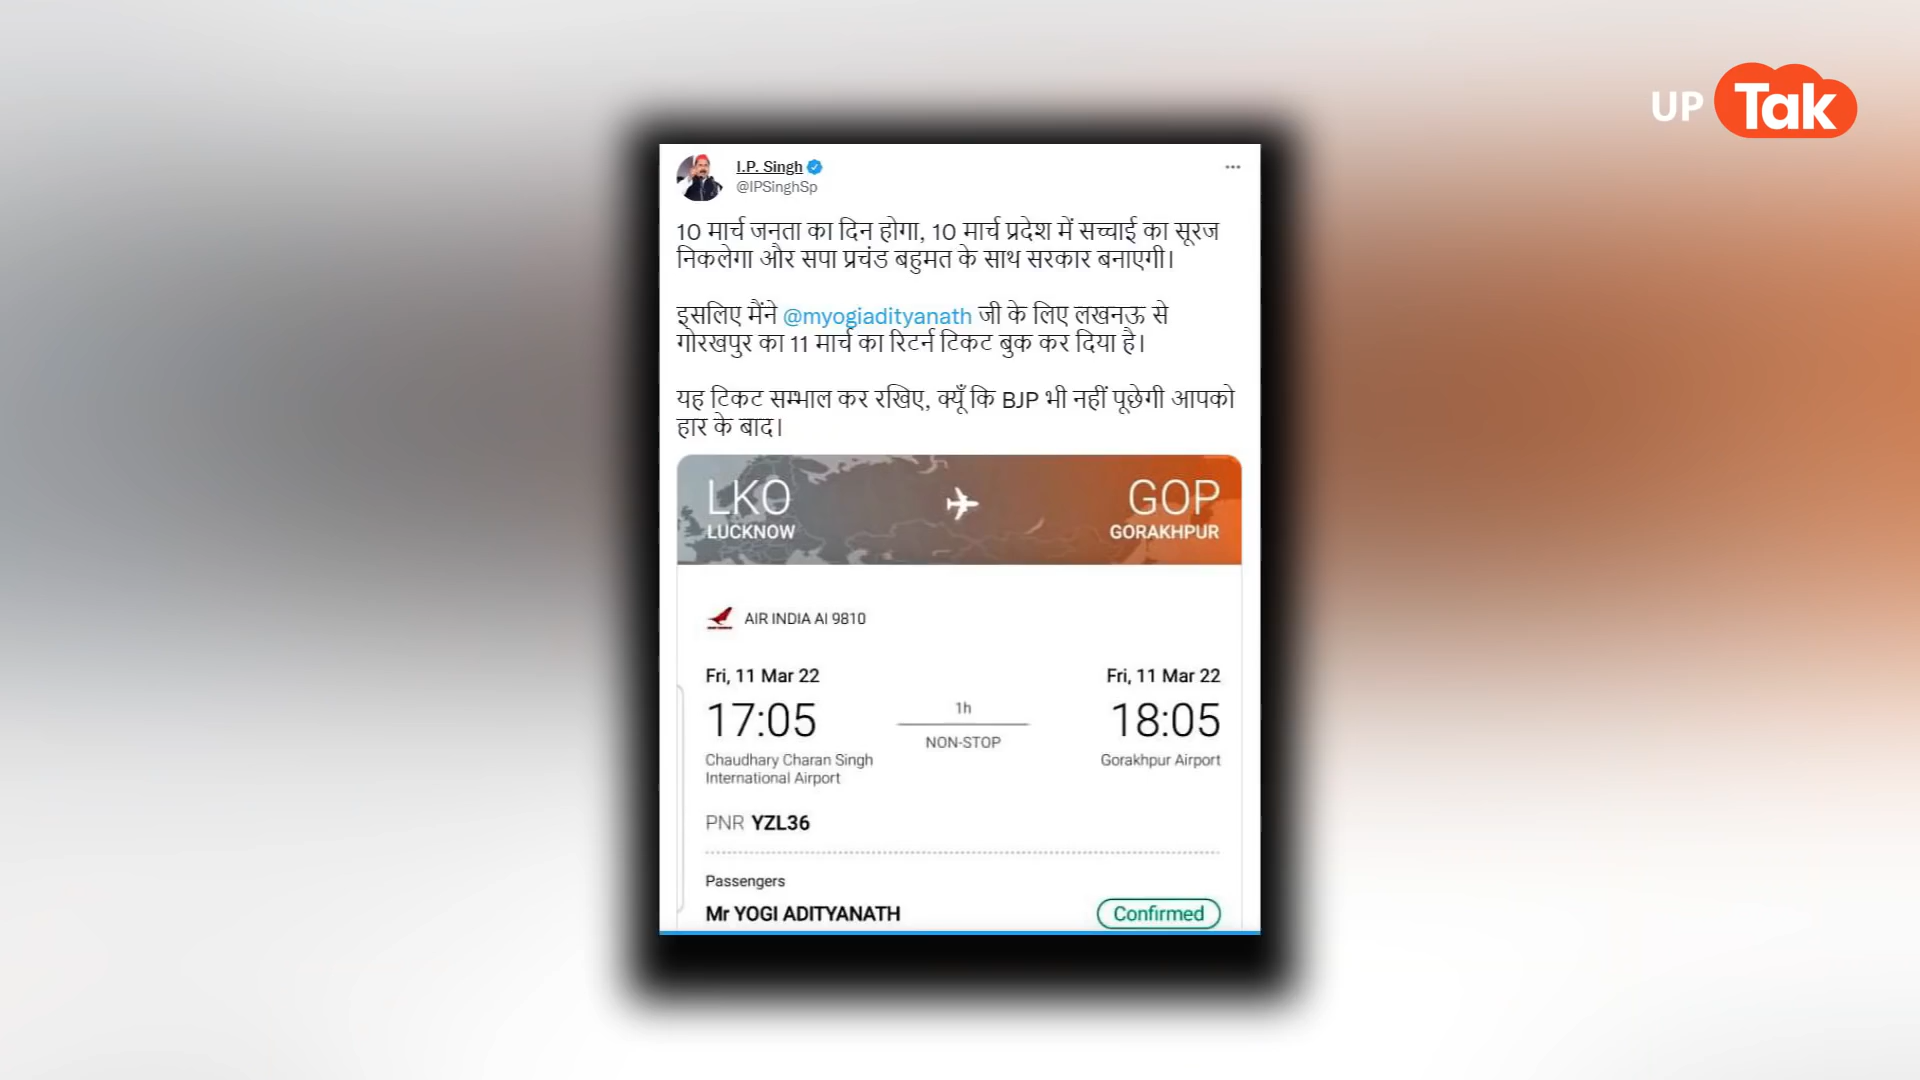 UP Tak
I.P. Singh
@IPSinghSp
10 मार्च जनता का दिन होगा, 10 मार्च प्रदेश में सच्चाई का सूरज
निकलेगा और सपा प्रचंड बहुमत के साथ सरकार बनाएगी।
इसलिए मैंने @myogiadityanath जी के लिए लखनऊ से
गोरखपुर का 11 मार्च का रिटर्न टिकट बुक कर दिया है।
यह टिकट सम्भाल कर रखिए, क्यूँ कि BJP भी नहीं पूछेगी आपको
हार के बाद।
LKO GOP
LUCKNOW GORAKHPUR
AIR INDIA AI 9810
Fri, 11 Mar 22 Fri, 11 Mar 22
17:05 1h 18:05
NON-STOP
Chaudhary Charan Singh Gorakhpur Airport
International Airport
PNR YZL36
Passengers
Mr YOGI ADITYANATH Confirmed